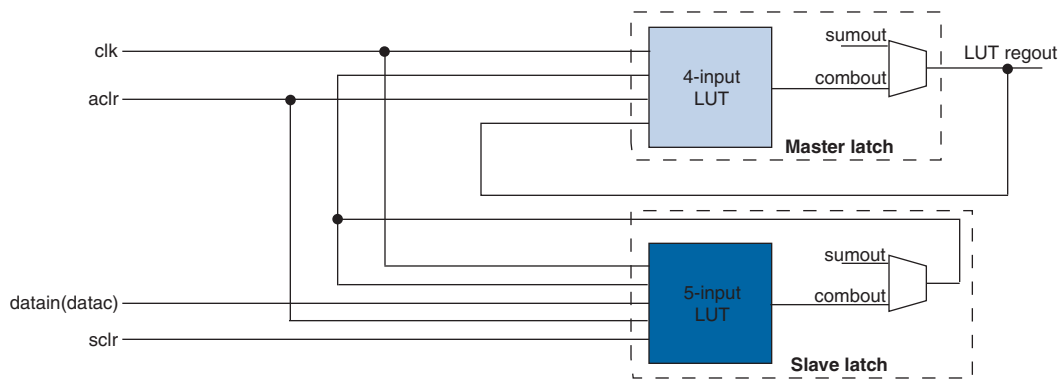 clk
aclr
4-input
LUT
sumout
combout
LUT regout
Master latch
datain(datac)
sclr
5-input
LUT
sumout
combout
Slave latch